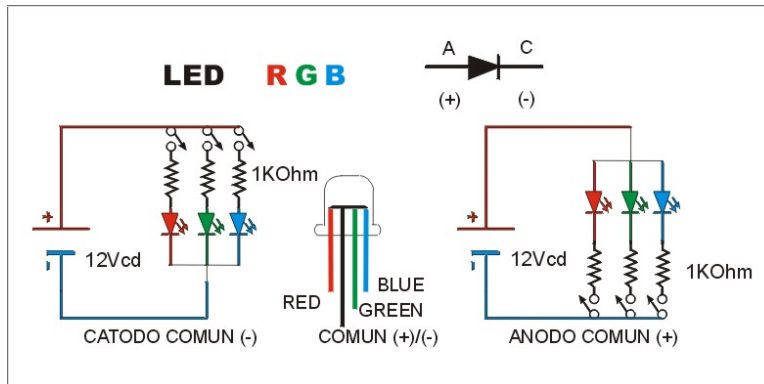 LED RGB
A C
(+) (-)
+
-
1KOhm
12Vcd
CATODO COMUN (-)
RED
BLUE
GREEN
COMUN (+)/(-)
+
-
12Vcd
1KOhm
ANODO COMUN (+)